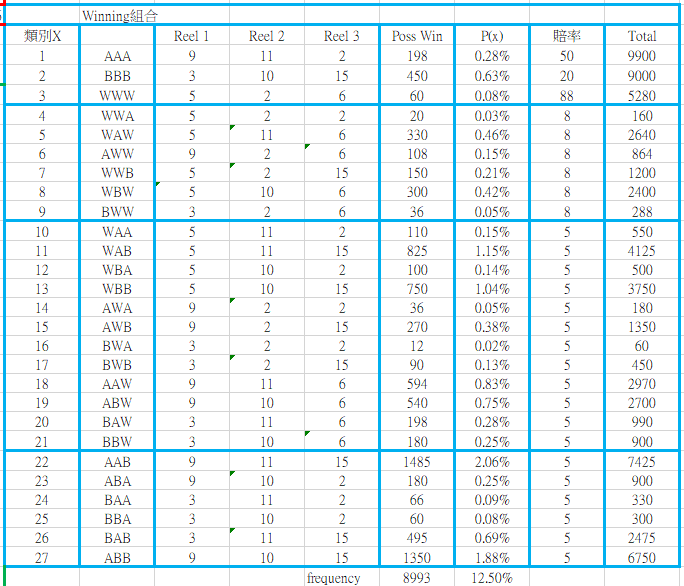 Winning組合
類別X Reel 1 Reel 2 Reel 3 Poss Win P(x) 賠率 Total
1 AAA 9 11 2 198 0.28% 50 9900
2 BBB 3 10 15 450 0.63% 20 9000
3 WWW 5 2 6 60 0.08% 88 5280
4 WWA 5 2 2 20 0.03% 8 160
5 WAW 5 11 6 330 0.46% 8 2640
6 AWW 9 2 6 108 0.15% 8 864
7 WWB 5 2 15 150 0.21% 8 1200
8 WBW 5 10 6 300 0.42% 8 2400
9 BWW 3 2 6 36 0.05% 8 288
10 WAA 5 11 2 110 0.15% 5 550
11 WAB 5 11 15 825 1.15% 5 4125
12 WBA 5 10 2 100 0.14% 5 500
13 WBB 5 10 15 750 1.04% 5 3750
14 AWA 9 2 2 36 0.05% 5 180
15 AWB 9 2 15 270 0.38% 5 1350
16 BWA 3 2 2 12 0.02% 5 60
17 BWB 3 2 15 90 0.13% 5 450
18 AAW 9 11 6 594 0.83% 5 2970
19 ABW 9 10 6 540 0.75% 5 2700
20 BAW 3 11 6 198 0.28% 5 990
21 BBW 3 10 6 180 0.25% 5 900
22 AAB 9 11 15 1485 2.06% 5 7425
23 ABA 9 10 2 180 0.25% 5 900
24 BAA 3 11 2 66 0.09% 5 330
25 BBA 3 10 2 60 0.08% 5 300
26 BAB 3 11 15 495 0.69% 5 2475
27 ABB 9 10 15 1350 1.88% 5 6750
frequency 8993 12.50%